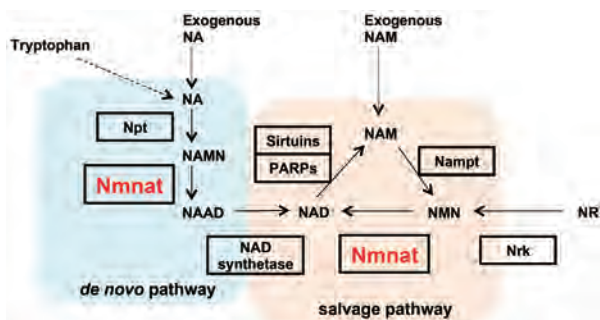 Exogenous
NA
Exogenous
NAM
Tryptophan
NA
Npt
Sirtuins
PARPs
NAM
Nampt
NAMN
Nmnat
NAAD
NAD
NMN
NR
NAD
synthetase
Nmnat
Nrk
de novo pathway
salvage pathway